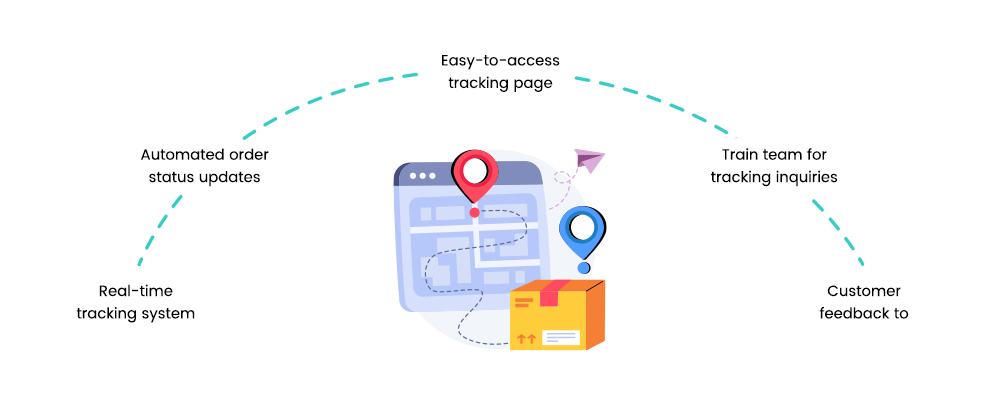 Easy-to-access
tracking page
Automated order
status updates
Train team for
tracking inquiries
Real-time
tracking system
Customer
feedback to